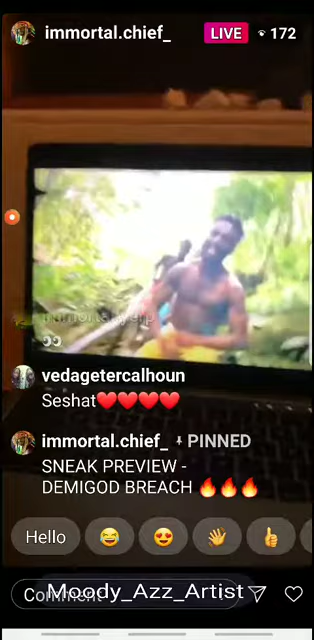 immortal.chief_ LIVE 172
vedagetercalhoun
Seshat❤️❤️❤️❤️
immortal.chief_ PINNED
SNEAK PREVIEW -
DEMIGOD BREACH 🔥🔥🔥
Hello 😂 😍 👋 👍
Comment
Moody_Azz_Artist